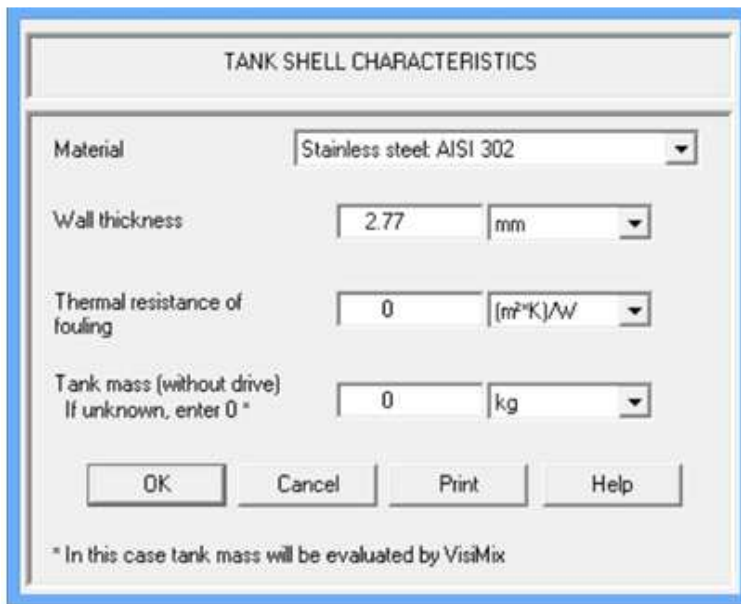 TANK SHELL CHARACTERISTICS
Material
Stainless steel: AISI 302
Wall thickness
2.77
mm
Thermal resistance of
fouling
0
(m²*K)/W
Tank mass (without drive)
If unknown, enter 0 *
0
kg
OK
Cancel
Print
Help
* In this case tank mass will be evaluated by VisiMix